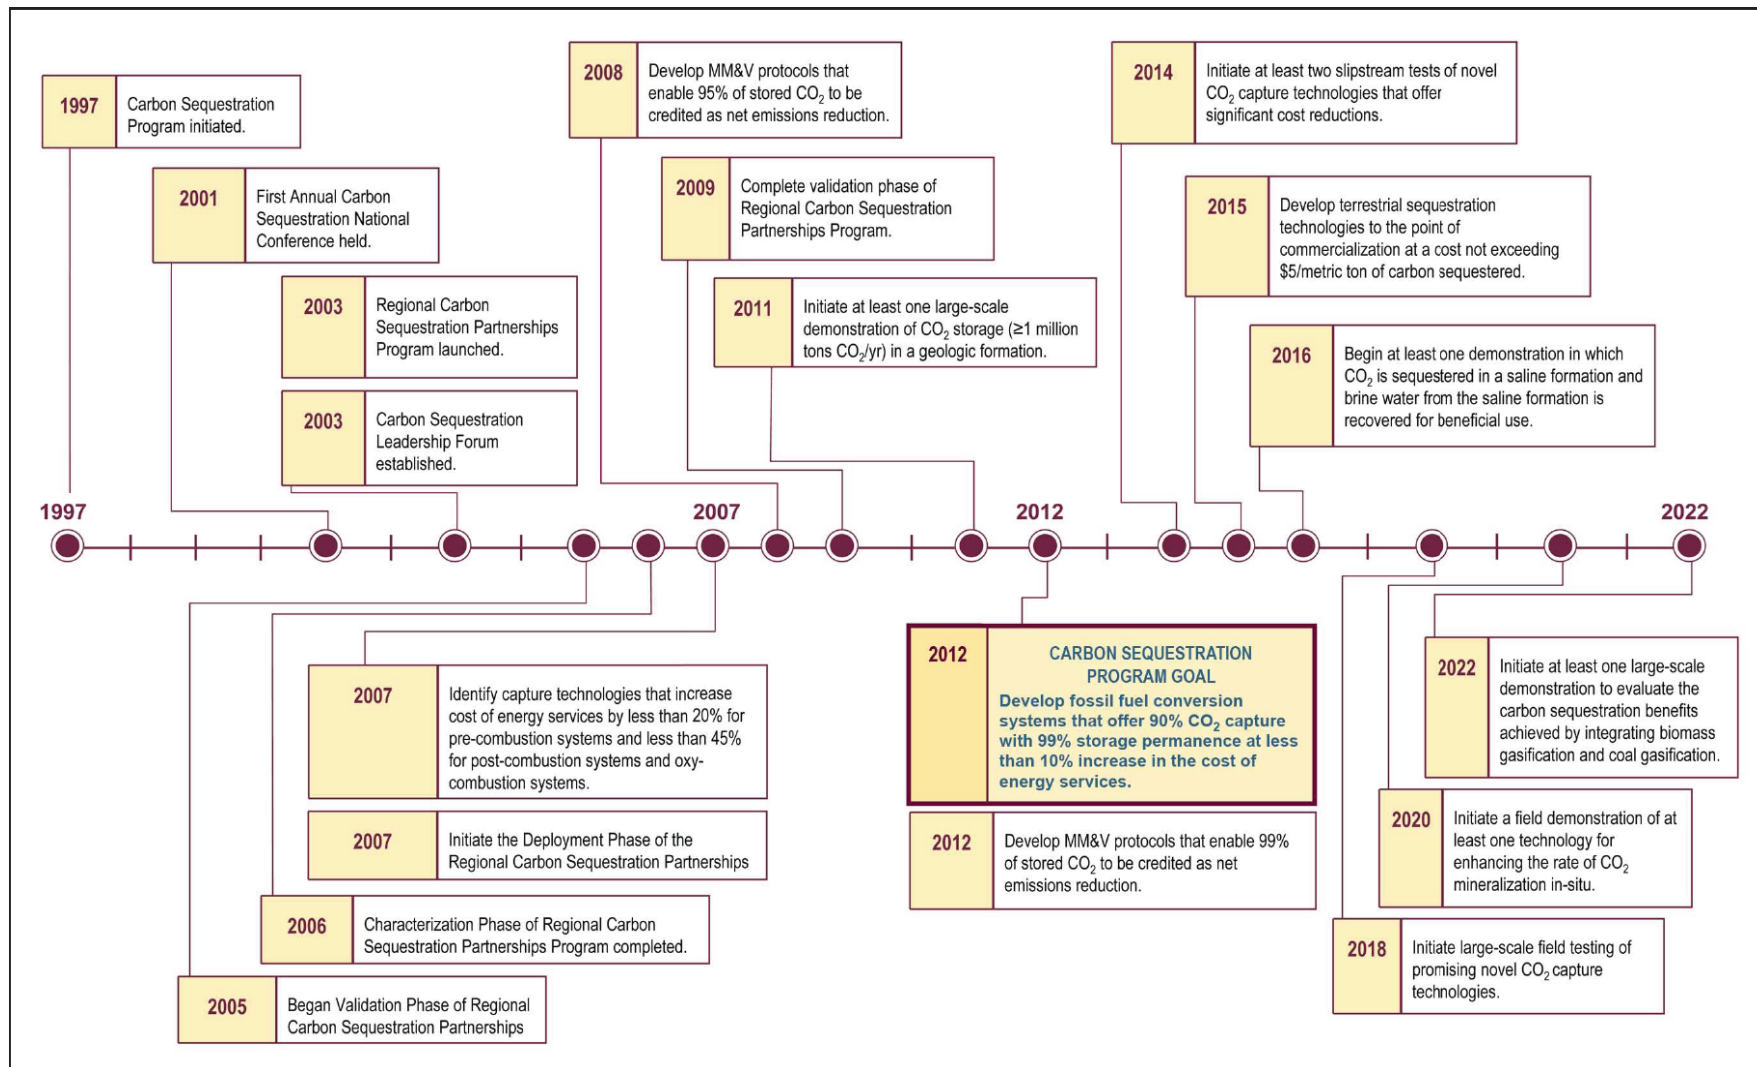 1997
Carbon Sequestration
Program initiated.
2001
First Annual Carbon
Sequestration National
Conference held.
2003
Regional Carbon
Sequestration Partnerships
Program launched.
2003
Carbon Sequestration
Leadership Forum
established.
2008
Develop MM&V protocols that
enable 95% of stored CO₂ to be
credited as net emissions reduction.
2009
Complete validation phase of
Regional Carbon Sequestration
Partnerships Program.
2011
Initiate at least one large-scale
demonstration of CO₂ storage (≥1 million
tons CO₂/yr) in a geologic formation.
2014
Initiate at least two slipstream tests of novel
CO₂ capture technologies that offer
significant cost reductions.
2015
Develop terrestrial sequestration
technologies to the point of
commercialization at a cost not exceeding
$5/metric ton of carbon sequestered.
2016
Begin at least one demonstration in which
CO₂ is sequestered in a saline formation and
brine water from the saline formation is
recovered for beneficial use.
1997
2007
2012
2022
2007
Identify capture technologies that increase
cost of energy services by less than 20% for
pre-combustion systems and less than 45%
for post-combustion systems and oxy-
combustion systems.
2007
Initiate the Deployment Phase of the
Regional Carbon Sequestration Partnerships
2006
Characterization Phase of Regional Carbon
Sequestration Partnerships Program completed.
2005
Began Validation Phase of Regional
Carbon Sequestration Partnerships
2012
CARBON SEQUESTRATION
PROGRAM GOAL
Develop fossil fuel conversion
systems that offer 90% CO₂ capture
with 99% storage permanence at less
than 10% increase in the cost of
energy services.
2012
Develop MM&V protocols that enable 99%
of stored CO₂ to be credited as net
emissions reduction.
2022
Initiate at least one large-scale
demonstration to evaluate the
carbon sequestration benefits
achieved by integrating biomass
gasification and coal gasification.
2020
Initiate a field demonstration of at
least one technology for
enhancing the rate of CO₂
mineralization in-situ.
2018
Initiate large-scale field testing of
promising novel CO₂ capture
technologies.